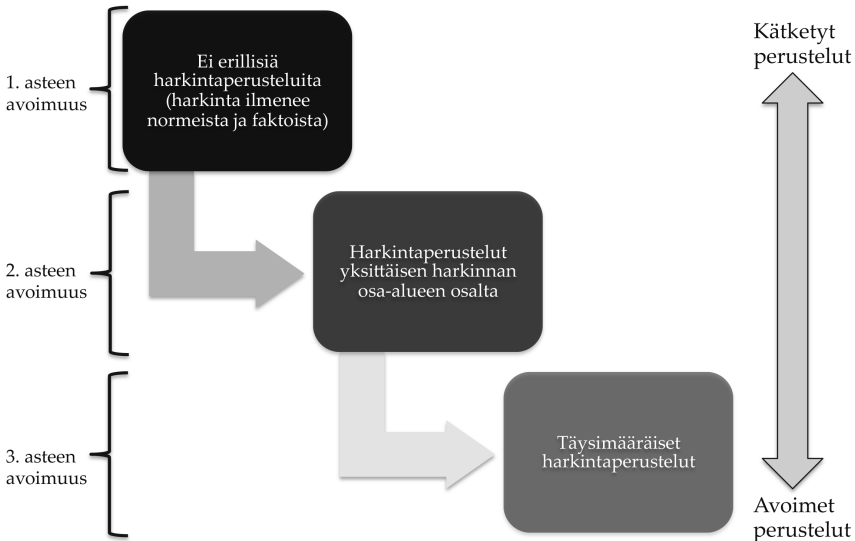 Kätketyt
perustelut
1. asteen
avoimuus
Ei erillisiä
harkintaperusteluita
(harkinta ilmenee
normeista ja faktoista)
2. asteen
avoimuus
Harkintaperustelut
yksittäisen harkinnan
osa-alueen osalta
3. asteen
avoimuus
Täysimääräiset
harkintaperustelut
Avoimet
perustelut